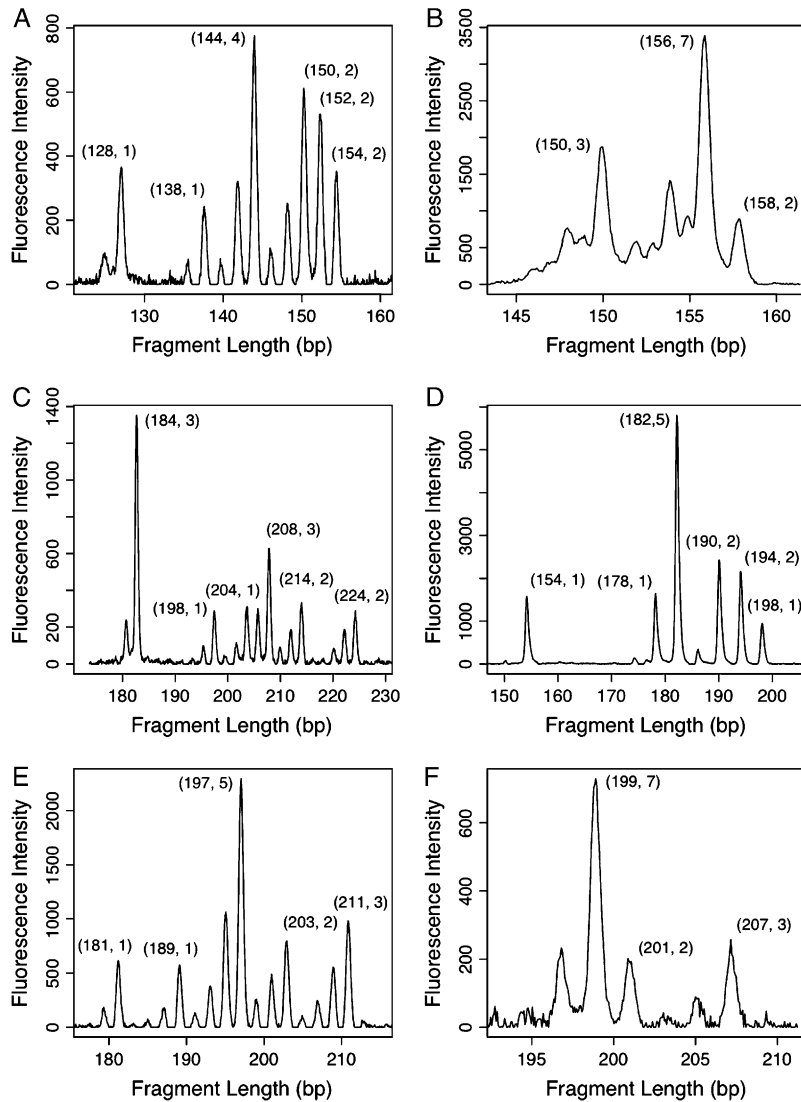 A
Fluorescence Intensity
0 200 400 600 800
(128, 1)
(138, 1)
(144, 4)
(150, 2)
(152, 2)
(154, 2)
130 140 150 160
Fragment Length (bp)
B
Fluorescence Intensity
0 500 1500 2500 3500
(150, 3)
(156, 7)
(158, 2)
145 150 155 160
Fragment Length (bp)
C
Fluorescence Intensity
0 200 600 1000 1400
(184, 3)
(198, 1)
(204, 1)
(208, 3)
(214, 2)
(224, 2)
180 190 200 210 220 230
Fragment Length (bp)
D
Fluorescence Intensity
0 1000 3000 5000
(154, 1)
(178, 1)
(182,5)
(190, 2)
(194, 2)
(198, 1)
150 160 170 180 190 200
Fragment Length (bp)
E
Fluorescence Intensity
0 500 1000 1500 2000
(181, 1)
(189, 1)
(197, 5)
(203, 2)
(211, 3)
180 190 200 210
Fragment Length (bp)
F
Fluorescence Intensity
0 200 400 600
(199, 7)
(201, 2)
(207, 3)
195 200 205 210
Fragment Length (bp)